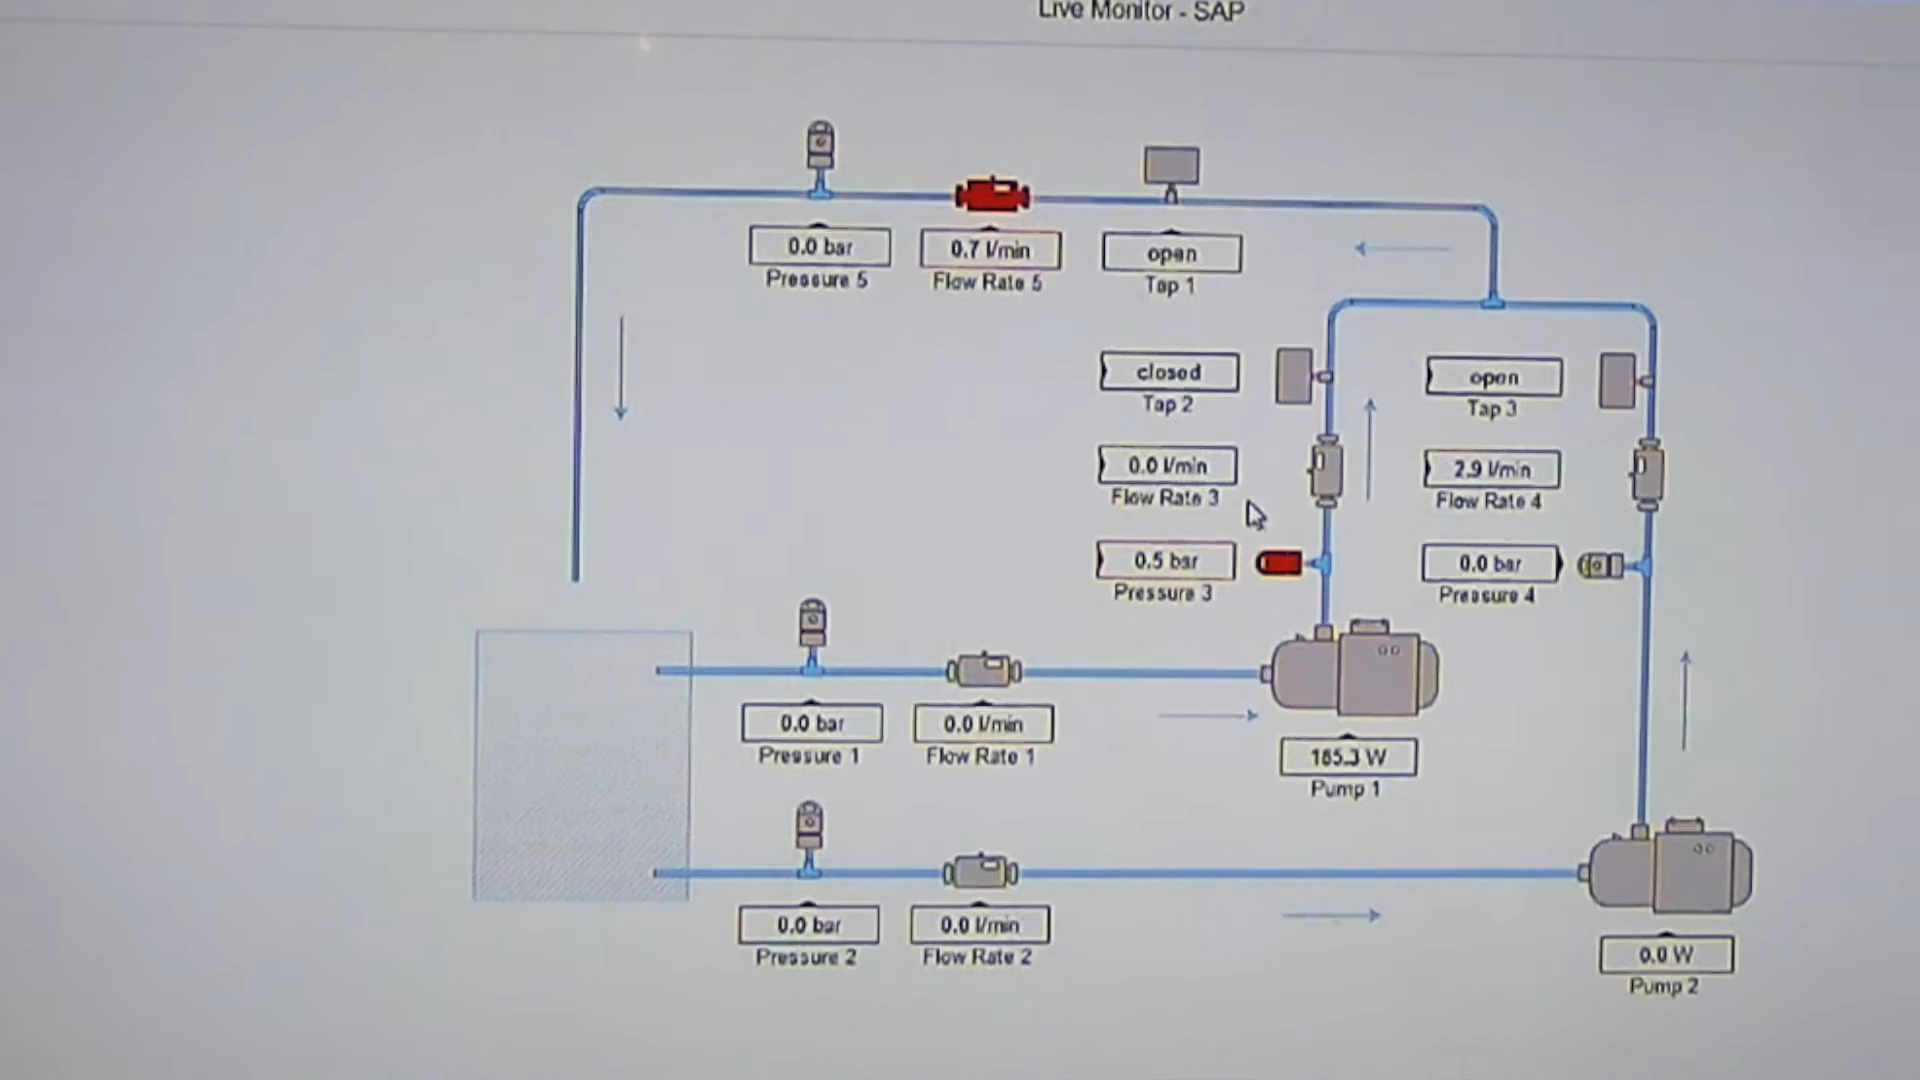 Live Monitor - SAP
0.0 bar
Pressure 5
0.7 l/min
Flow Rate 5
open
Tap 1
closed
Tap 2
open
Tap 3
0.0 l/min
Flow Rate 3
2.9 l/min
Flow Rate 4
0.5 bar
Pressure 3
0.0 bar
Pressure 4
0.0 bar
Pressure 1
0.0 l/min
Flow Rate 1
165.3 W
Pump 1
0.0 bar
Pressure 2
0.0 l/min
Flow Rate 2
0.0 W
Pump 2